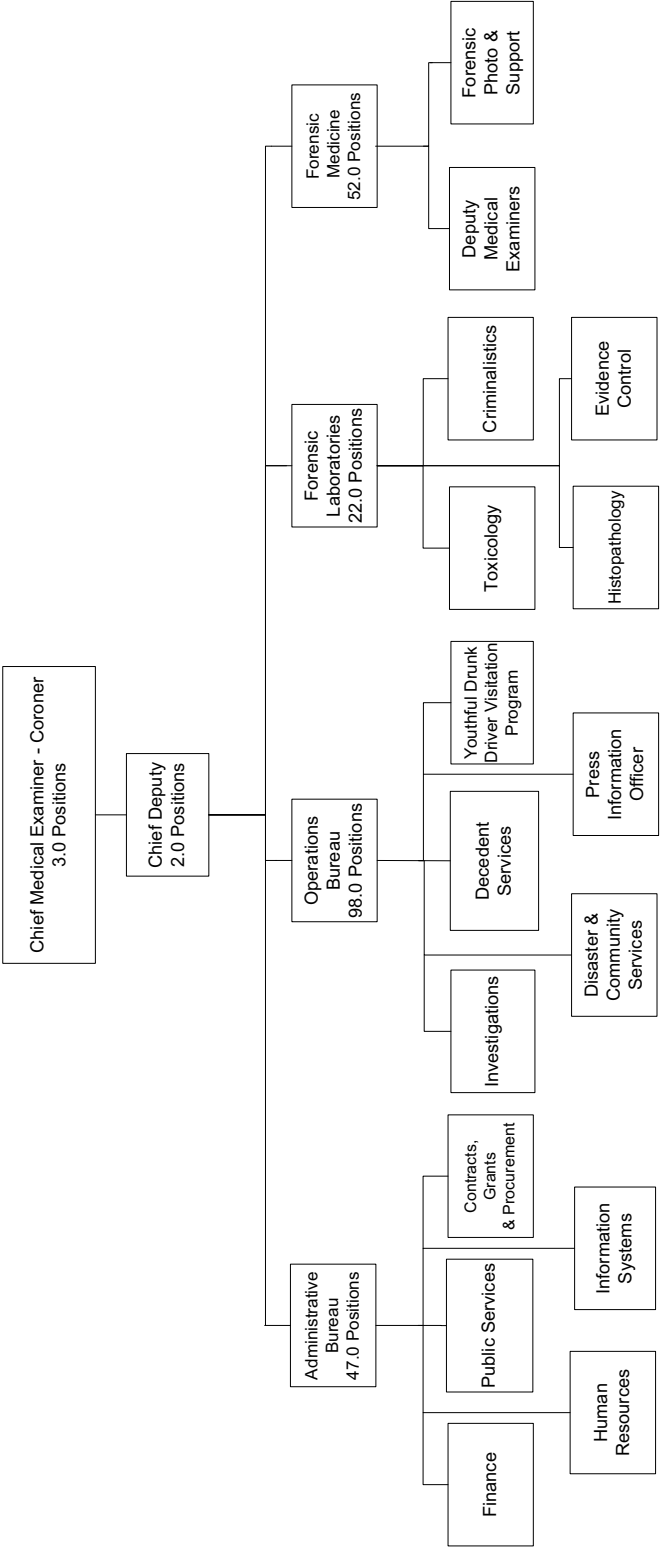 Chief Medical Examiner - Coroner
3.0 Positions
Chief Deputy
2.0 Positions
Administrative
Bureau
47.0 Positions
Operations
Bureau
98.0 Positions
Forensic
Laboratories
22.0 Positions
Forensic
Medicine
52.0 Positions
Finance
Public Services
Contracts,
Grants
& Procurement
Human
Resources
Information
Systems
Investigations
Decedent
Services
Youthful Drunk
Driver Visitation
Program
Disaster &
Community
Services
Press
Information
Officer
Toxicology
Criminalistics
Histopathology
Evidence
Control
Deputy
Medical
Examiners
Forensic
Photo &
Support